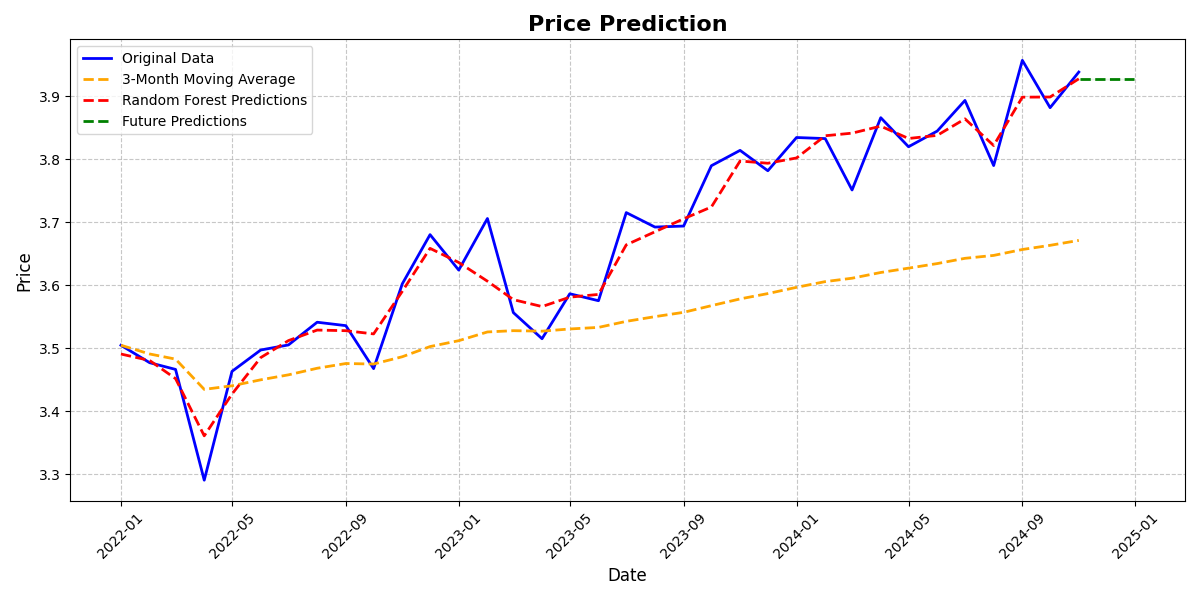 Price Prediction
Original Data
3-Month Moving Average
Random Forest Predictions
Future Predictions
Price
3.9
3.8
3.7
3.6
3.5
3.4
3.3
2022-01
2022-05
2022-09
2023-01
2023-05
2023-09
2024-01
2024-05
2024-09
2025-01
Date